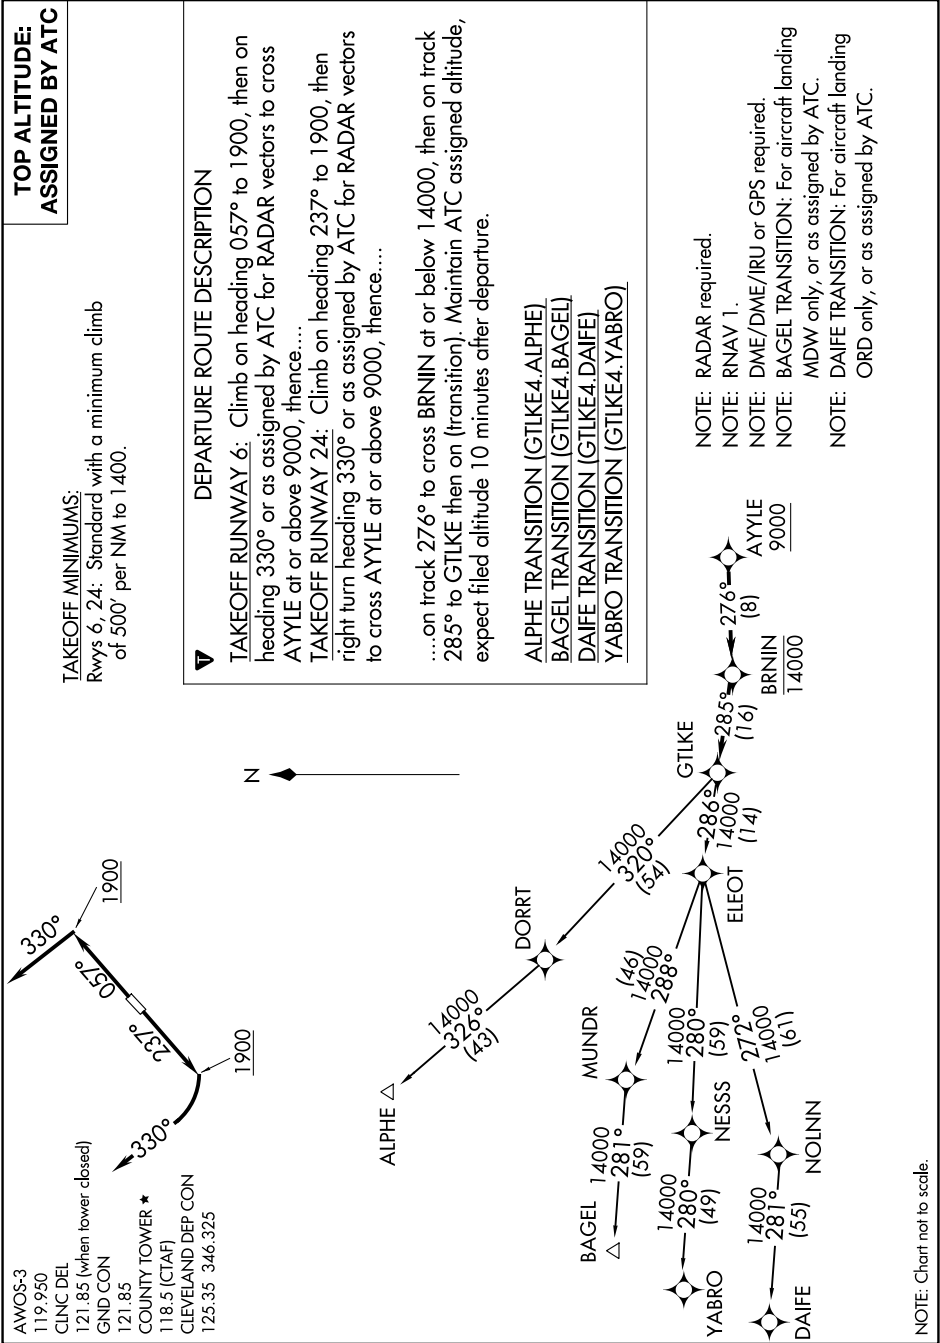 TOP ALTITUDE:
ASSIGNED BY ATC
AWOS-3
119.950
CLNC DEL
121.85 (when tower closed)
GND CON
121.85
COUNTY TOWER ★
118.5 (CTAF)
CLEVELAND DEP CON
125.35 346.325
330°
1900
057°
237°
1900
330°
TAKEOFF MINIMUMS:
Rwys 6, 24: Standard with a minimum climb
of 500' per NM to 1400.
N
T
DEPARTURE ROUTE DESCRIPTION
TAKEOFF RUNWAY 6: Climb on heading 057° to 1900, then on
heading 330° or as assigned by ATC for RADAR vectors to cross
AYYLE at or above 9000, thence....
TAKEOFF RUNWAY 24: Climb on heading 237° to 1900, then
right turn heading 330° or as assigned by ATC for RADAR vectors
to cross AYYLE at or above 9000, thence....
....on track 276° to cross BRNIN at or below 14000, then on track
285° to GTLKE then on (transition). Maintain ATC assigned altitude,
expect filed altitude 10 minutes after departure.
ALPHE TRANSITION (GTLKE4.ALPHE)
BAGEL TRANSITION (GTLKE4.BAGEL)
DAIFE TRANSITION (GTLKE4.DAIFE)
YABRO TRANSITION (GTLKE4.YABRO)
ALPHE
14000
326°
(43)
DORRT
14000
320°
(54)
GTLKE
285°
(16)
BRNIN
14000
276°
(8)
AYYLE
9000
286°
14000
(14)
ELEOT
(46)
14000
288°
MUNDR
14000
281°
(59)
BAGEL
14000
280°
(59)
NESSS
14000
280°
(49)
YABRO
272°
14000
(61)
NOLNN
14000
281°
(55)
DAIFE
NOTE: RADAR required.
NOTE: RNAV 1.
NOTE: DME/DME/IRU or GPS required.
NOTE: BAGEL TRANSITION: For aircraft landing
MDW only, or as assigned by ATC.
NOTE: DAIFE TRANSITION: For aircraft landing
ORD only, or as assigned by ATC.
NOTE: Chart not to scale.